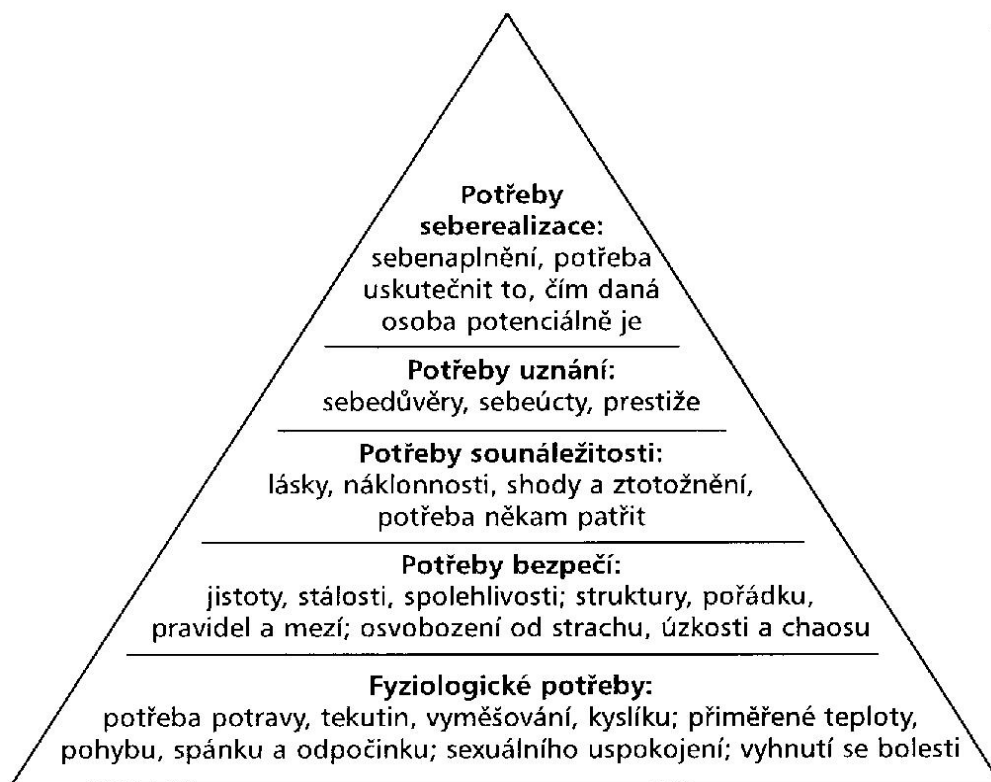 Potřeby
seberealizace:
sebenaplnění, potřeba
uskutečnit to, čím daná
osoba potenciálně je
Potřeby uznání:
sebedůvěry, sebeúcty, prestiže
Potřeby sounáležitosti:
lásky, náklonnosti, shody a ztotožnění,
potřeba někam patřit
Potřeby bezpečí:
jistoty, stálosti, spolehlivosti; struktury, pořádku,
pravidel a mezí; osvobození od strachu, úzkosti a chaosu
Fyziologické potřeby:
potřeba potravy, tekutin, vyměšování, kyslíku; přiměřené teploty,
pohybu, spánku a odpočinku; sexuálního uspokojení; vyhnutí se bolesti